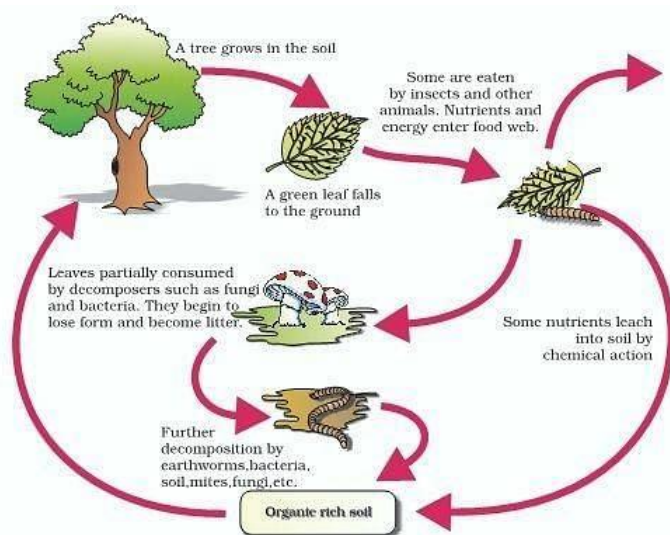 A tree grows in the soil
Some are eaten
by insects and other
animals. Nutrients and
energy enter food web.
A green leaf falls
to the ground
Leaves partially consumed
by decomposers such as fungi
and bacteria. They begin to
lose form and become litter.
Some nutrients leach
into soil by
chemical action
Further
decomposition by
earthworms,bacteria,
soil,mites,fungi,etc.
Organic rich soil